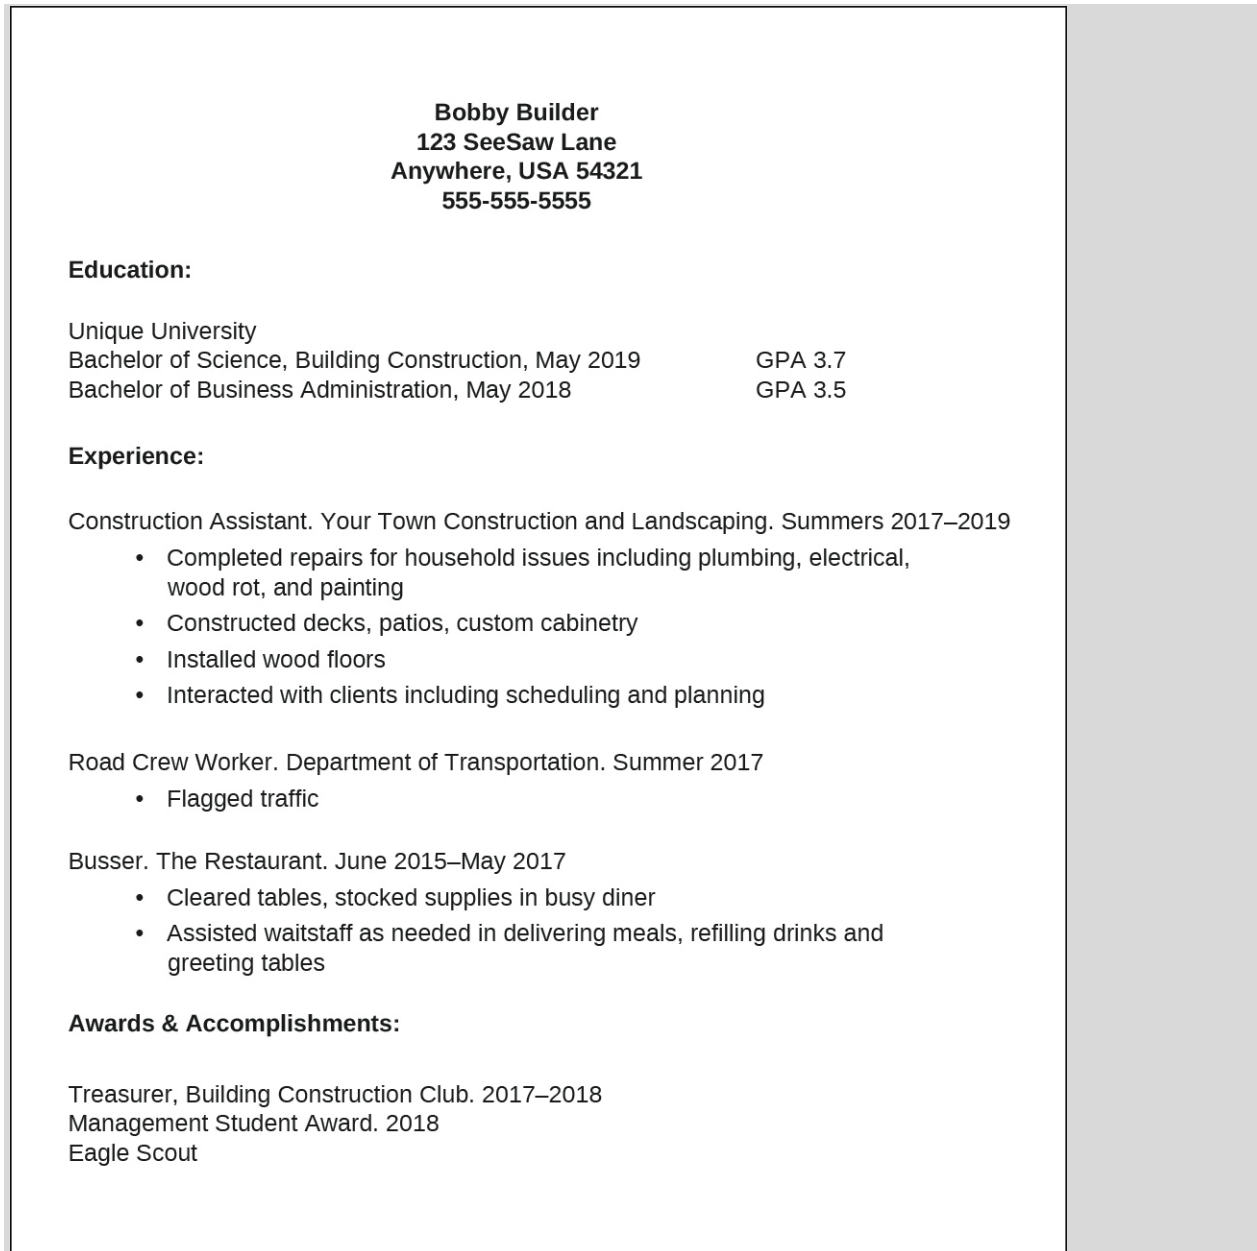 Bobby Builder
123 SeeSaw Lane
Anywhere, USA 54321
555-555-5555
Education:
Unique University
Bachelor of Science, Building Construction, May 2019 GPA 3.7
Bachelor of Business Administration, May 2018 GPA 3.5
Experience:
Construction Assistant. Your Town Construction and Landscaping. Summers 2017–2019
• Completed repairs for household issues including plumbing, electrical,
wood rot, and painting
• Constructed decks, patios, custom cabinetry
• Installed wood floors
• Interacted with clients including scheduling and planning
Road Crew Worker. Department of Transportation. Summer 2017
• Flagged traffic
Busser. The Restaurant. June 2015–May 2017
• Cleared tables, stocked supplies in busy diner
• Assisted waitstaff as needed in delivering meals, refilling drinks and
greeting tables
Awards & Accomplishments:
Treasurer, Building Construction Club. 2017–2018
Management Student Award. 2018
Eagle Scout